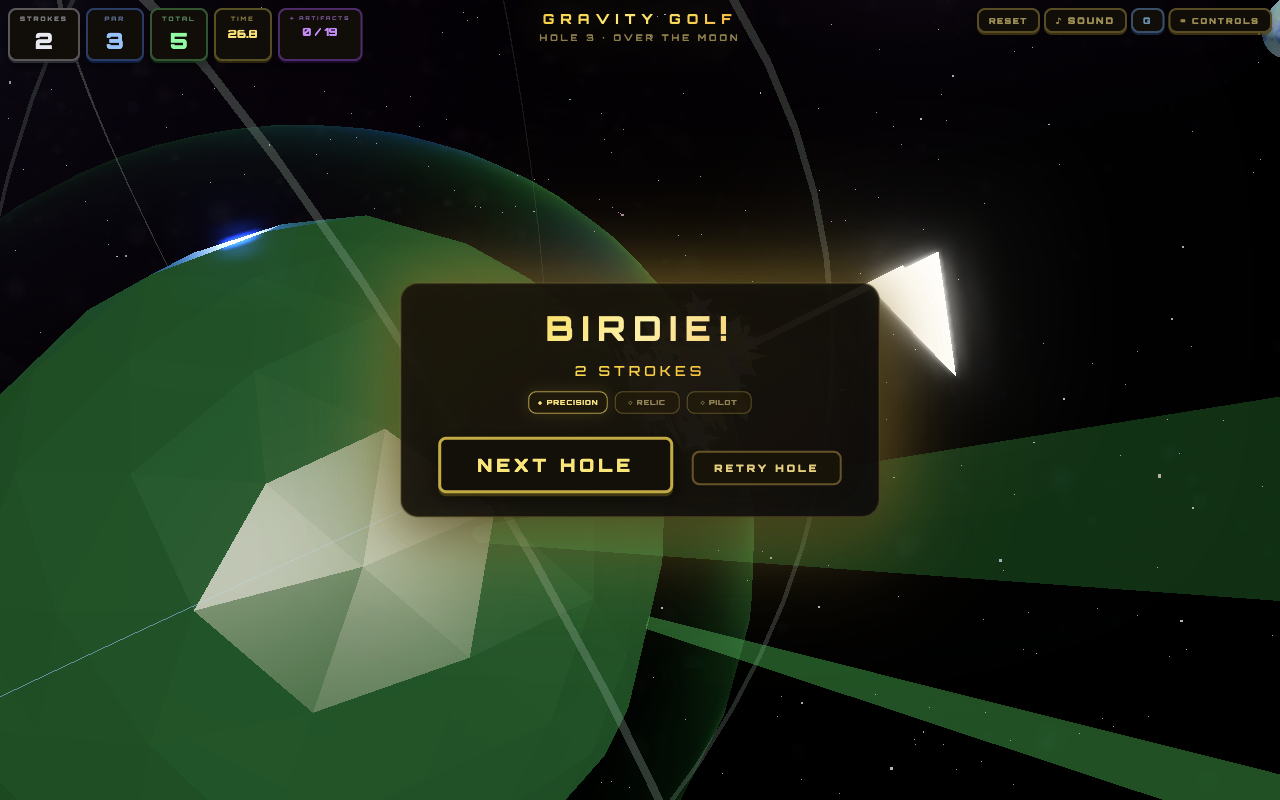 STROKES
2
PAR
3
TOTAL
5
TIME
26.8
✦ ARTIFACTS
0 / 19
GRAVITY GOLF
HOLE 3 · OVER THE MOON
RESET
♪ SOUND
G
≡ CONTROLS
BIRDIE!
2 STROKES
◆ PRECISION
◇ RELIC
◇ PILOT
NEXT HOLE
RETRY HOLE